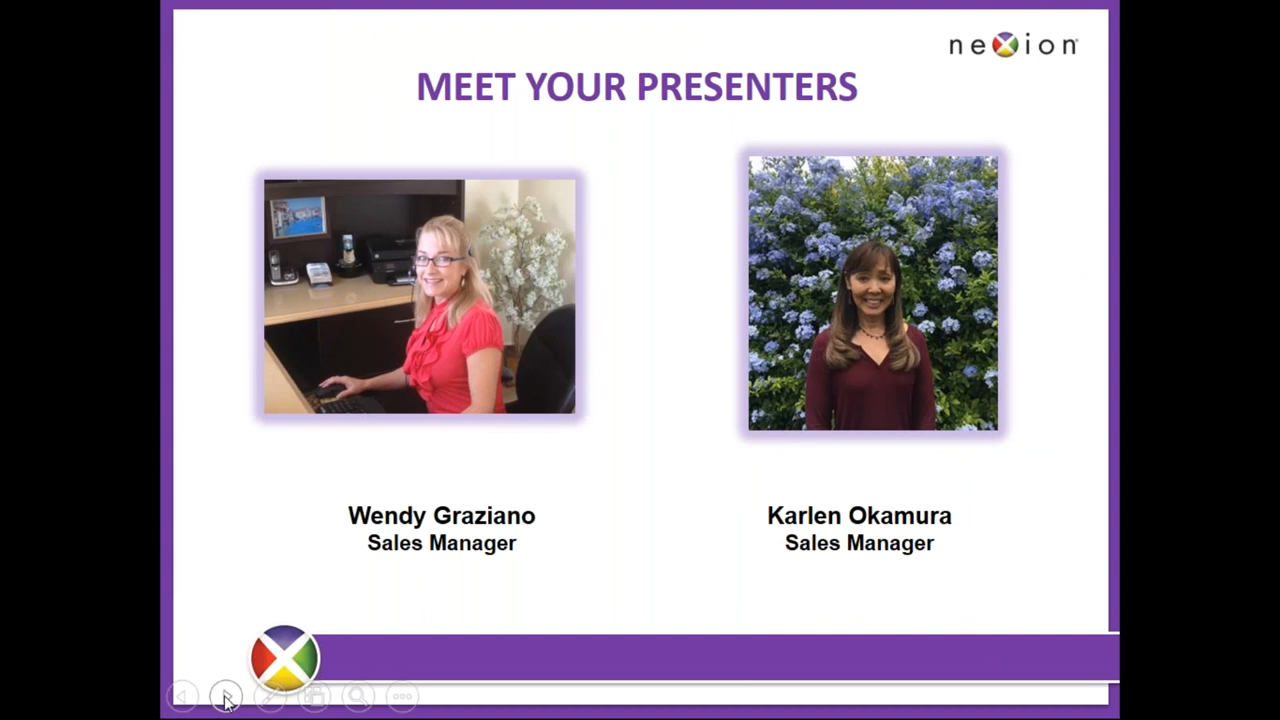 nexion
MEET YOUR PRESENTERS
Wendy Graziano
Sales Manager
Karlen Okamura
Sales Manager